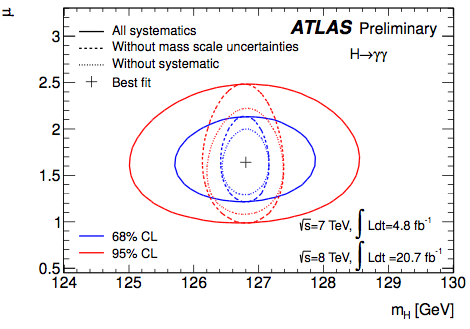 μ
All systematics
Without mass scale uncertainties
Without systematic
Best fit
ATLAS Preliminary
H→γγ
3
2.5
2
1.5
1
0.5
68% CL
95% CL
√s=7 TeV, ∫ Ldt=4.8 fb⁻¹
√s=8 TeV, ∫ Ldt =20.7 fb⁻¹
124 125 126 127 128 129 130
m_H [GeV]